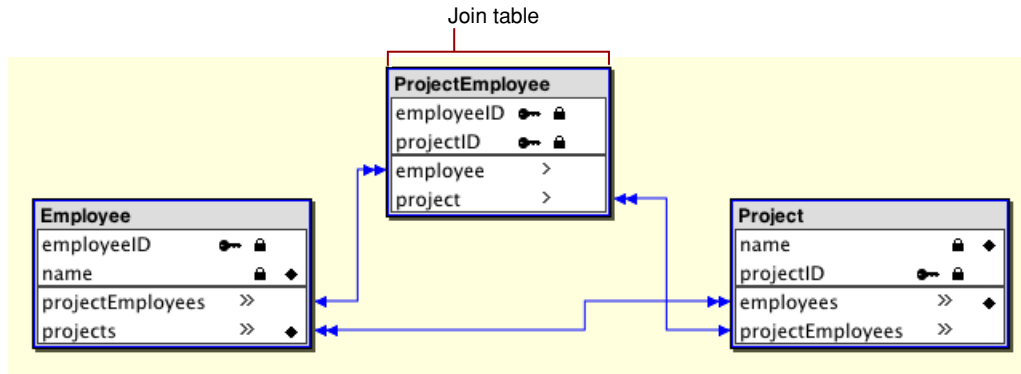 Join table
ProjectEmployee
employeeID
projectID
employee
project
Employee
employeeID
name
projectEmployees
projects
Project
name
projectID
employees
projectEmployees